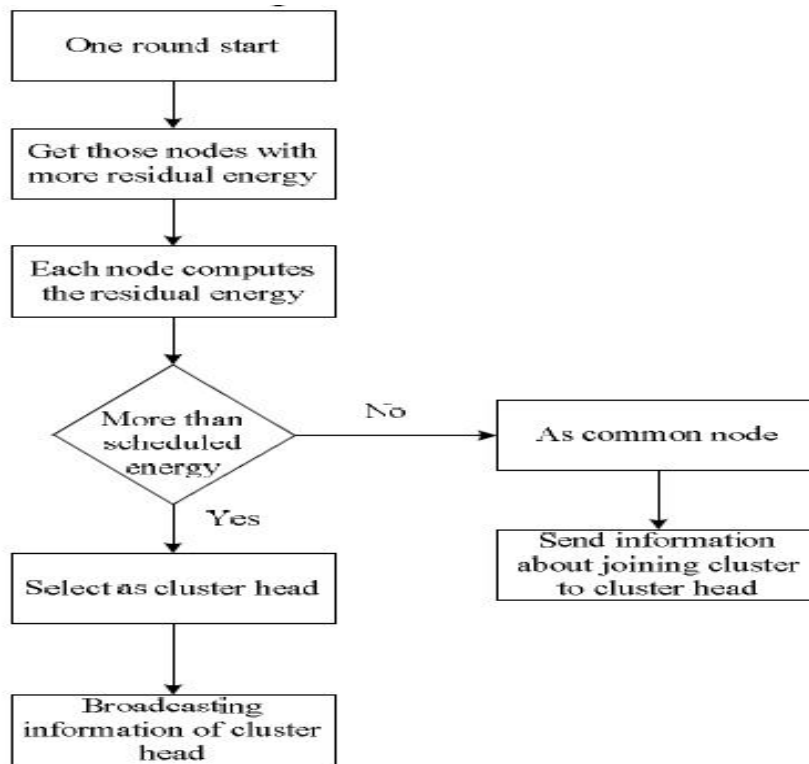 One round start
Get those nodes with
more residual energy
Each node computes
the residual energy
More than
scheduled
energy
No
As common node
Yes
Send information
about joining cluster
to cluster head
Select as cluster head
Broadcasting
information of cluster
head